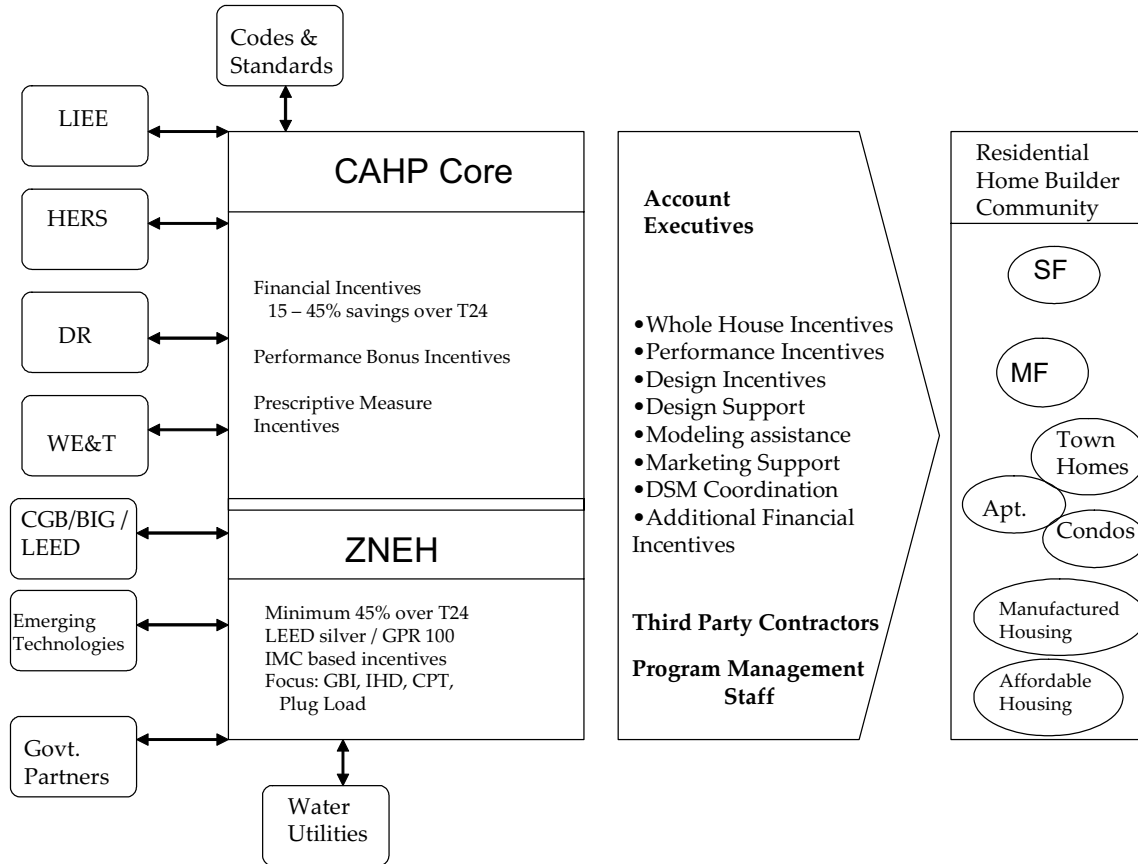 Codes &
Standards
LIEE
HERS
DR
WE&T
CGB/BIG /
LEED
Emerging
Technologies
Govt.
Partners
CAHP Core
Financial Incentives
15 – 45% savings over T24
Performance Bonus Incentives
Prescriptive Measure
Incentives
ZNEH
Minimum 45% over T24
LEED silver / GPR 100
IMC based incentives
Focus: GBI, IHD, CPT,
Plug Load
Water
Utilities
Account
Executives
•Whole House Incentives
•Performance Incentives
•Design Incentives
•Design Support
•Modeling assistance
•Marketing Support
•DSM Coordination
•Additional Financial
Incentives
Third Party Contractors
Program Management
Staff
Residential
Home Builder
Community
SF
MF
Town
Homes
Apt.
Condos
Manufactured
Housing
Affordable
Housing